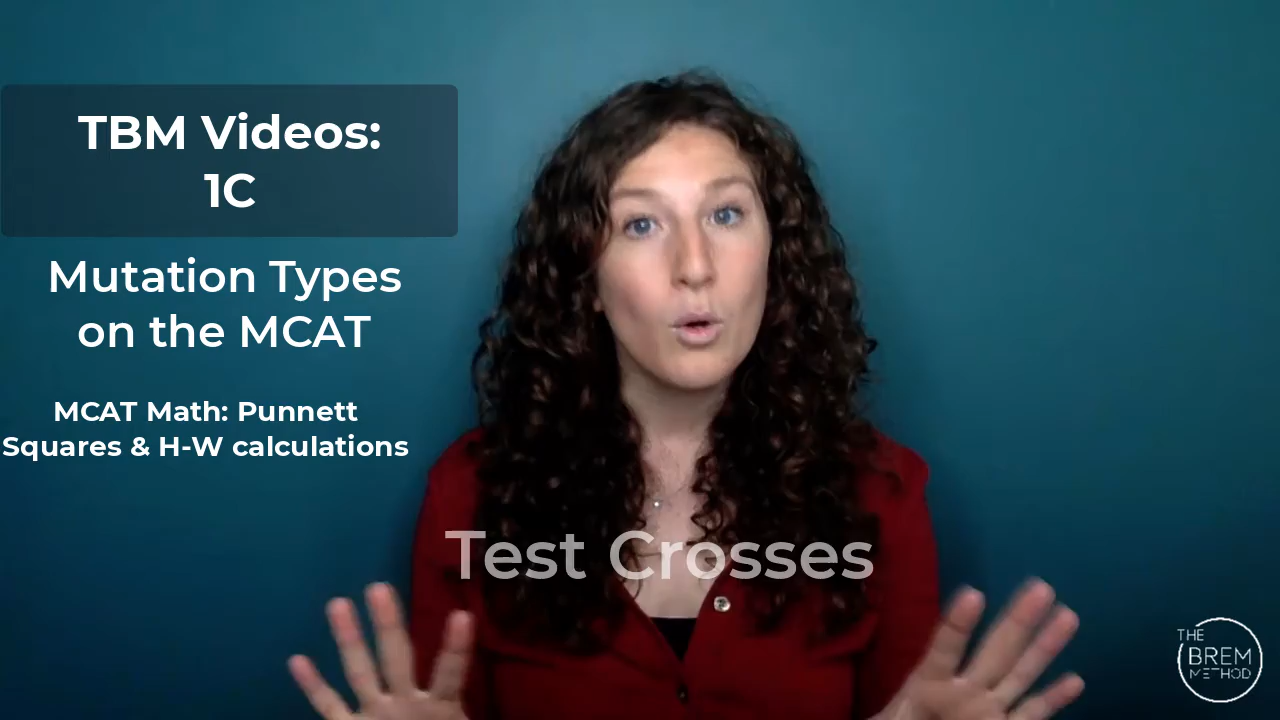 TBM Videos:
1C
Mutation Types
on the MCAT
MCAT Math: Punnett
Squares & H-W calculations
Test Crosses
THE
BREM
METHOD